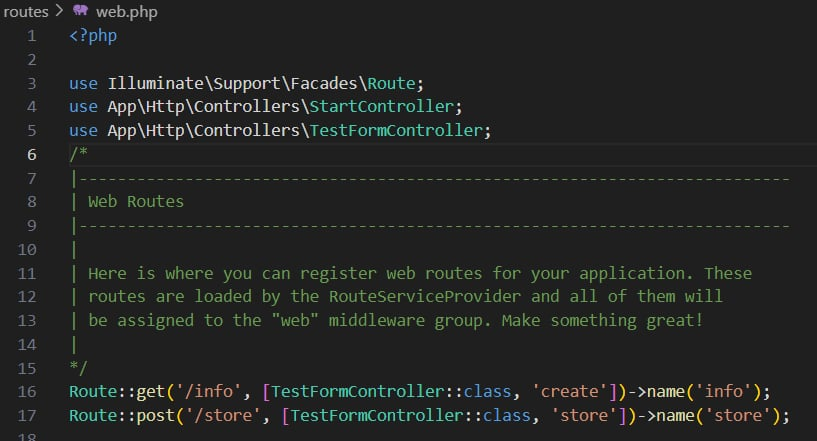 routes > web.php
1 <?php
2
3 use Illuminate\Support\Facades\Route;
4 use App\Http\Controllers\StartController;
5 use App\Http\Controllers\TestFormController;
6 /*
7 |--------------------------------------------------------------------------
8 | Web Routes
9 |--------------------------------------------------------------------------
10 |
11 | Here is where you can register web routes for your application. These
12 | routes are loaded by the RouteServiceProvider and all of them will
13 | be assigned to the "web" middleware group. Make something great!
14 |
15 */
16 Route::get('/info', [TestFormController::class, 'create'])->name('info');
17 Route::post('/store', [TestFormController::class, 'store'])->name('store');
18